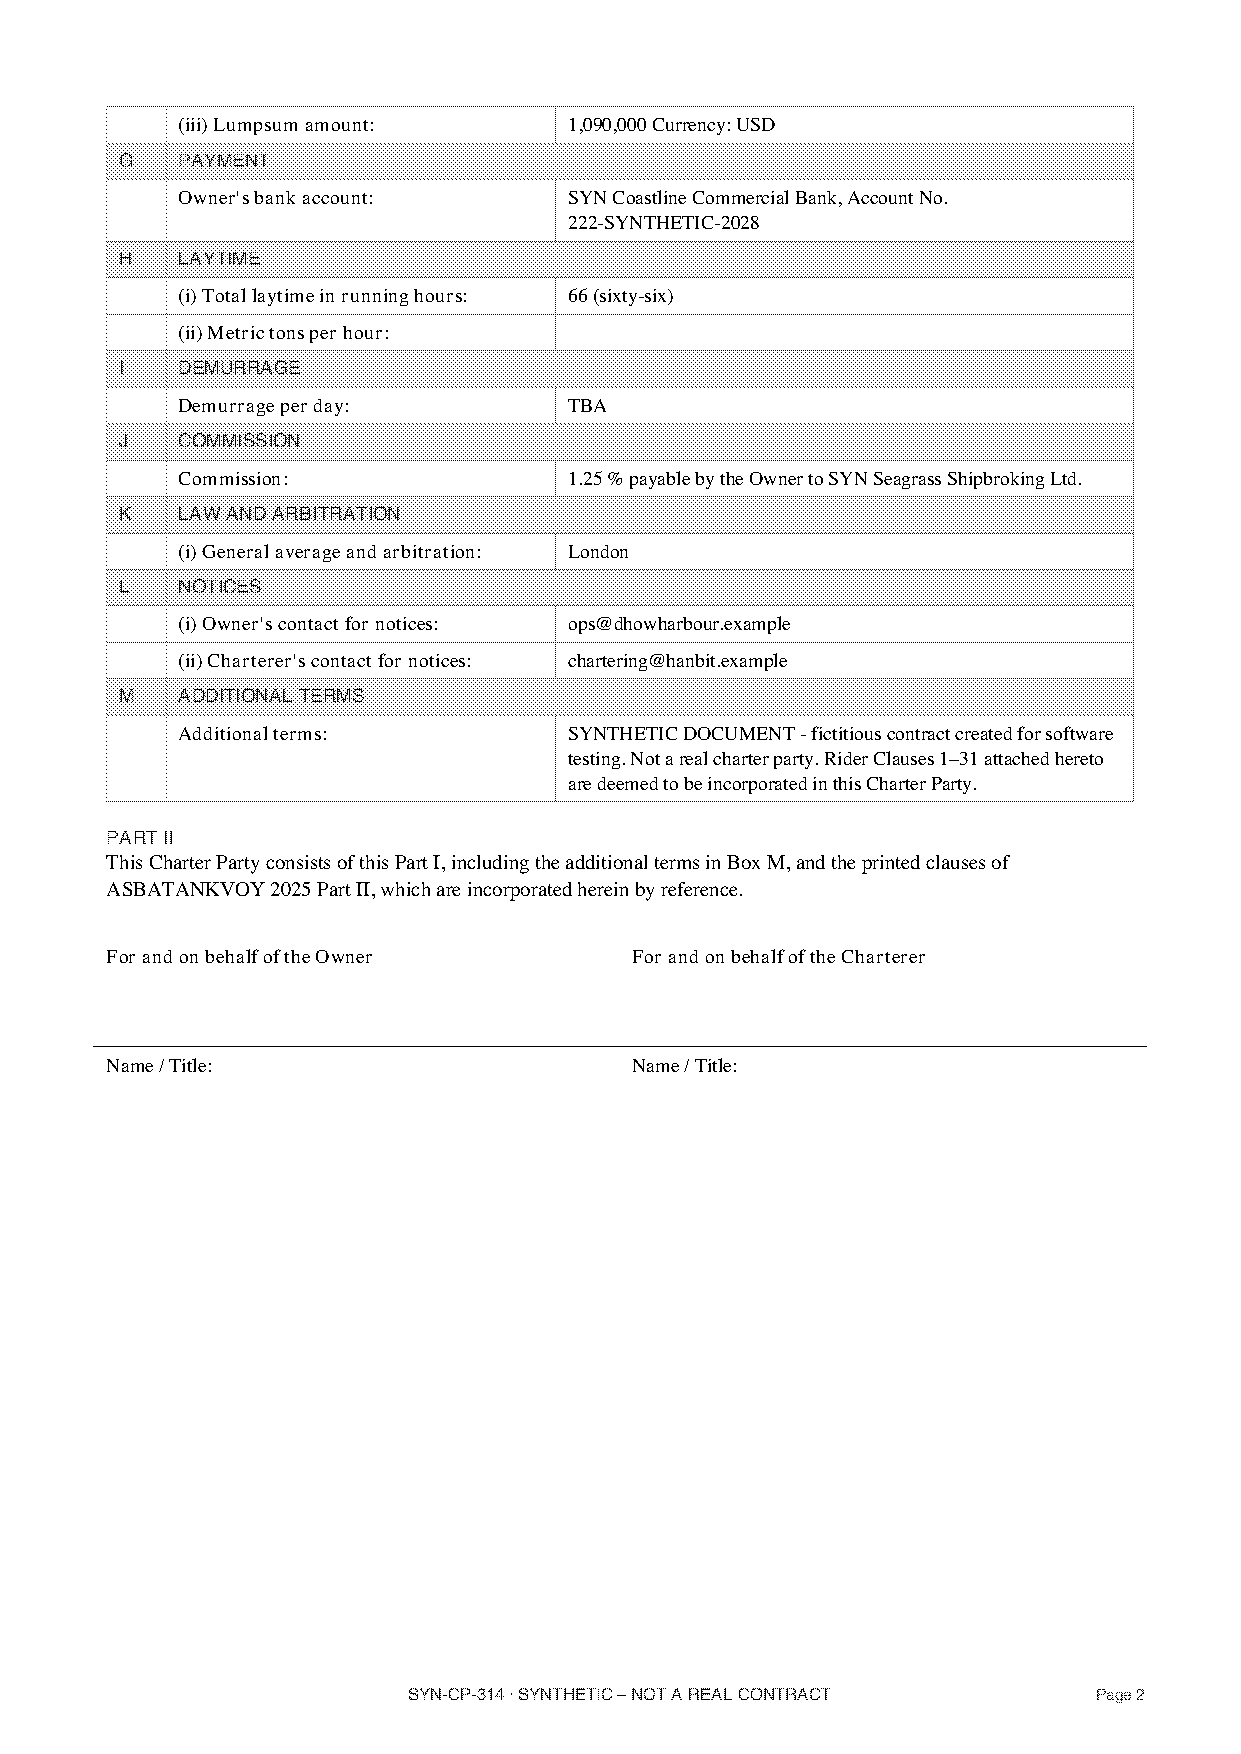 (iii) Lumpsum amount: 1,090,000 Currency: USD
G PAYMENT
Owner's bank account: SYN Coastline Commercial Bank, Account No.
222-SYNTHETIC-2028
H LAYTIME
(i) Total laytime in running hours: 66 (sixty-six)
(ii) Metric tons per hour:
I DEMURRAGE
Demurrage per day: TBA
J COMMISSION
Commission: 1.25 % payable by the Owner to SYN Seagrass Shipbroking Ltd.
K LAW AND ARBITRATION
(i) General average and arbitration: London
L NOTICES
(i) Owner's contact for notices: ops@dhowharbour.example
(ii) Charterer's contact for notices: chartering@hanbit.example
M ADDITIONAL TERMS
Additional terms: SYNTHETIC DOCUMENT - fictitious contract created for software
testing. Not a real charter party. Rider Clauses 1–31 attached hereto
are deemed to be incorporated in this Charter Party.
PART II
This Charter Party consists of this Part I, including the additional terms in Box M, and the printed clauses of
ASBATANKVOY 2025 Part II, which are incorporated herein by reference.
For and on behalf of the Owner For and on behalf of the Charterer
Name / Title: Name / Title:
SYN-CP-314 · SYNTHETIC – NOT A REAL CONTRACT Page 2